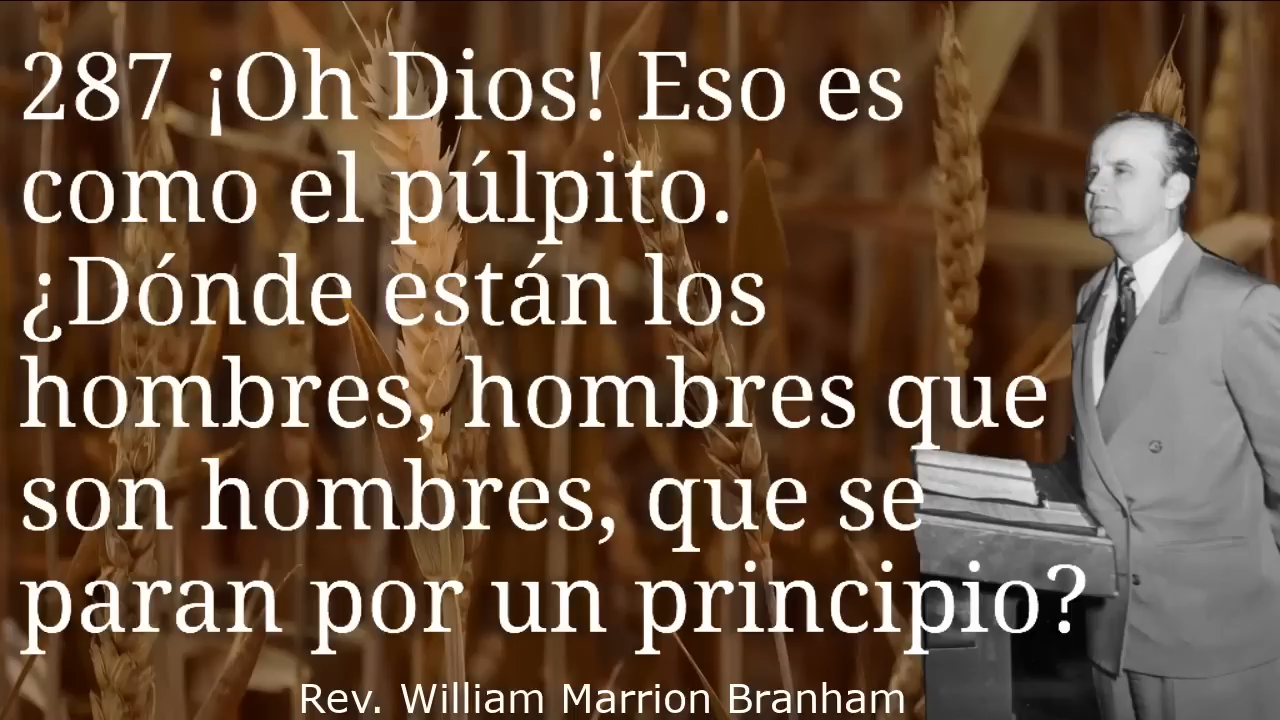 287 ¡Oh Dios! Eso es
como el púlpito.
¿Dónde están los
hombres, hombres que
son hombres, que se
paran por un principio?
Rev. William Marrion Branham